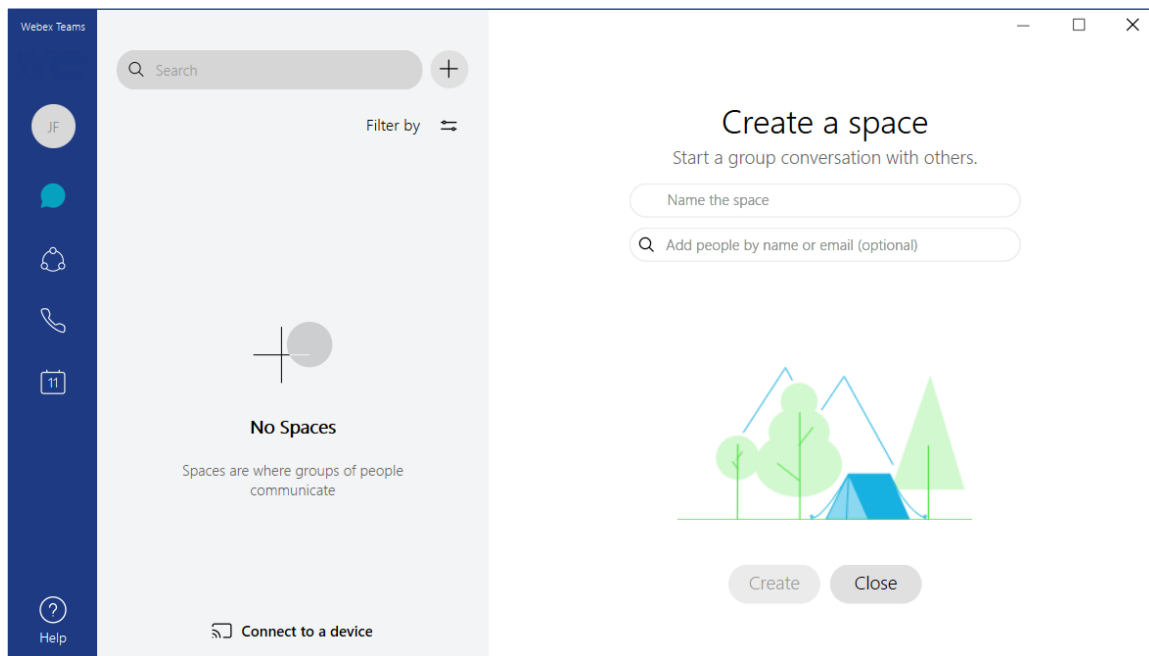 Webex Teams
JF
11
Help
Search
Filter by
No Spaces
Spaces are where groups of people
communicate
Connect to a device
Create a space
Start a group conversation with others.
Name the space
Add people by name or email (optional)
Create
Close